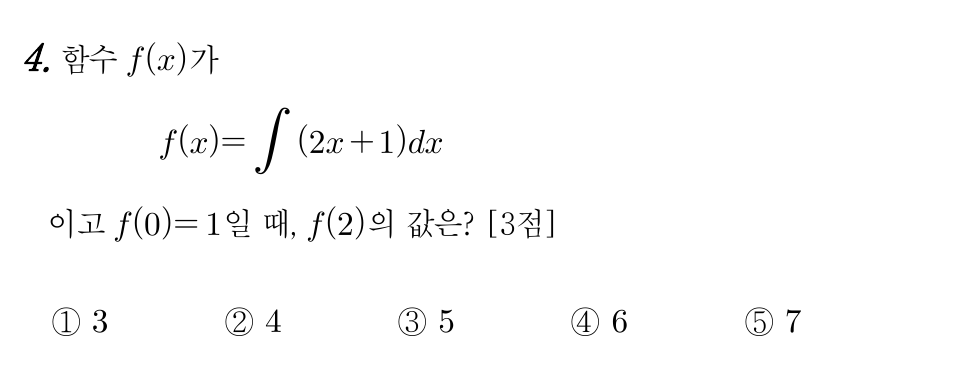 4. 함수 f(x)가
f(x)=∫(2x+1)dx
이고 f(0)=1일 때, f(2)의 값은? [3점]
① 3 ② 4 ③ 5 ④ 6 ⑤ 7